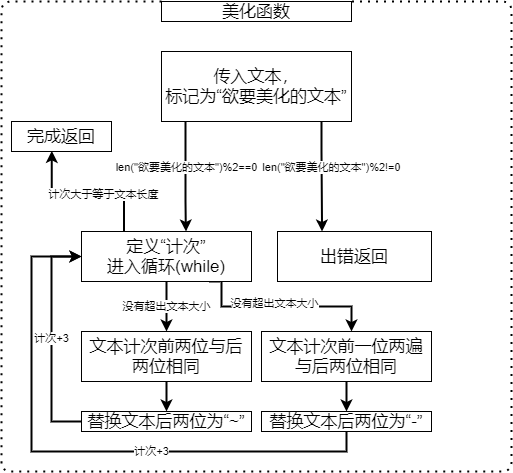 美化函数
传入文本，
标记为“欲要美化的文本”
完成返回
len("欲要美化的文本")%2==0
len("欲要美化的文本")%2!=0
计次大于等于文本长度
定义“计次”
进入循环(while)
出错返回
没有超出文本大小
没有超出文本大小
计次+3
文本计次前两位与后
两位相同
文本计次前一位两遍
与后两位相同
替换文本后两位为“~”
替换文本后两位为“-”
计次+3